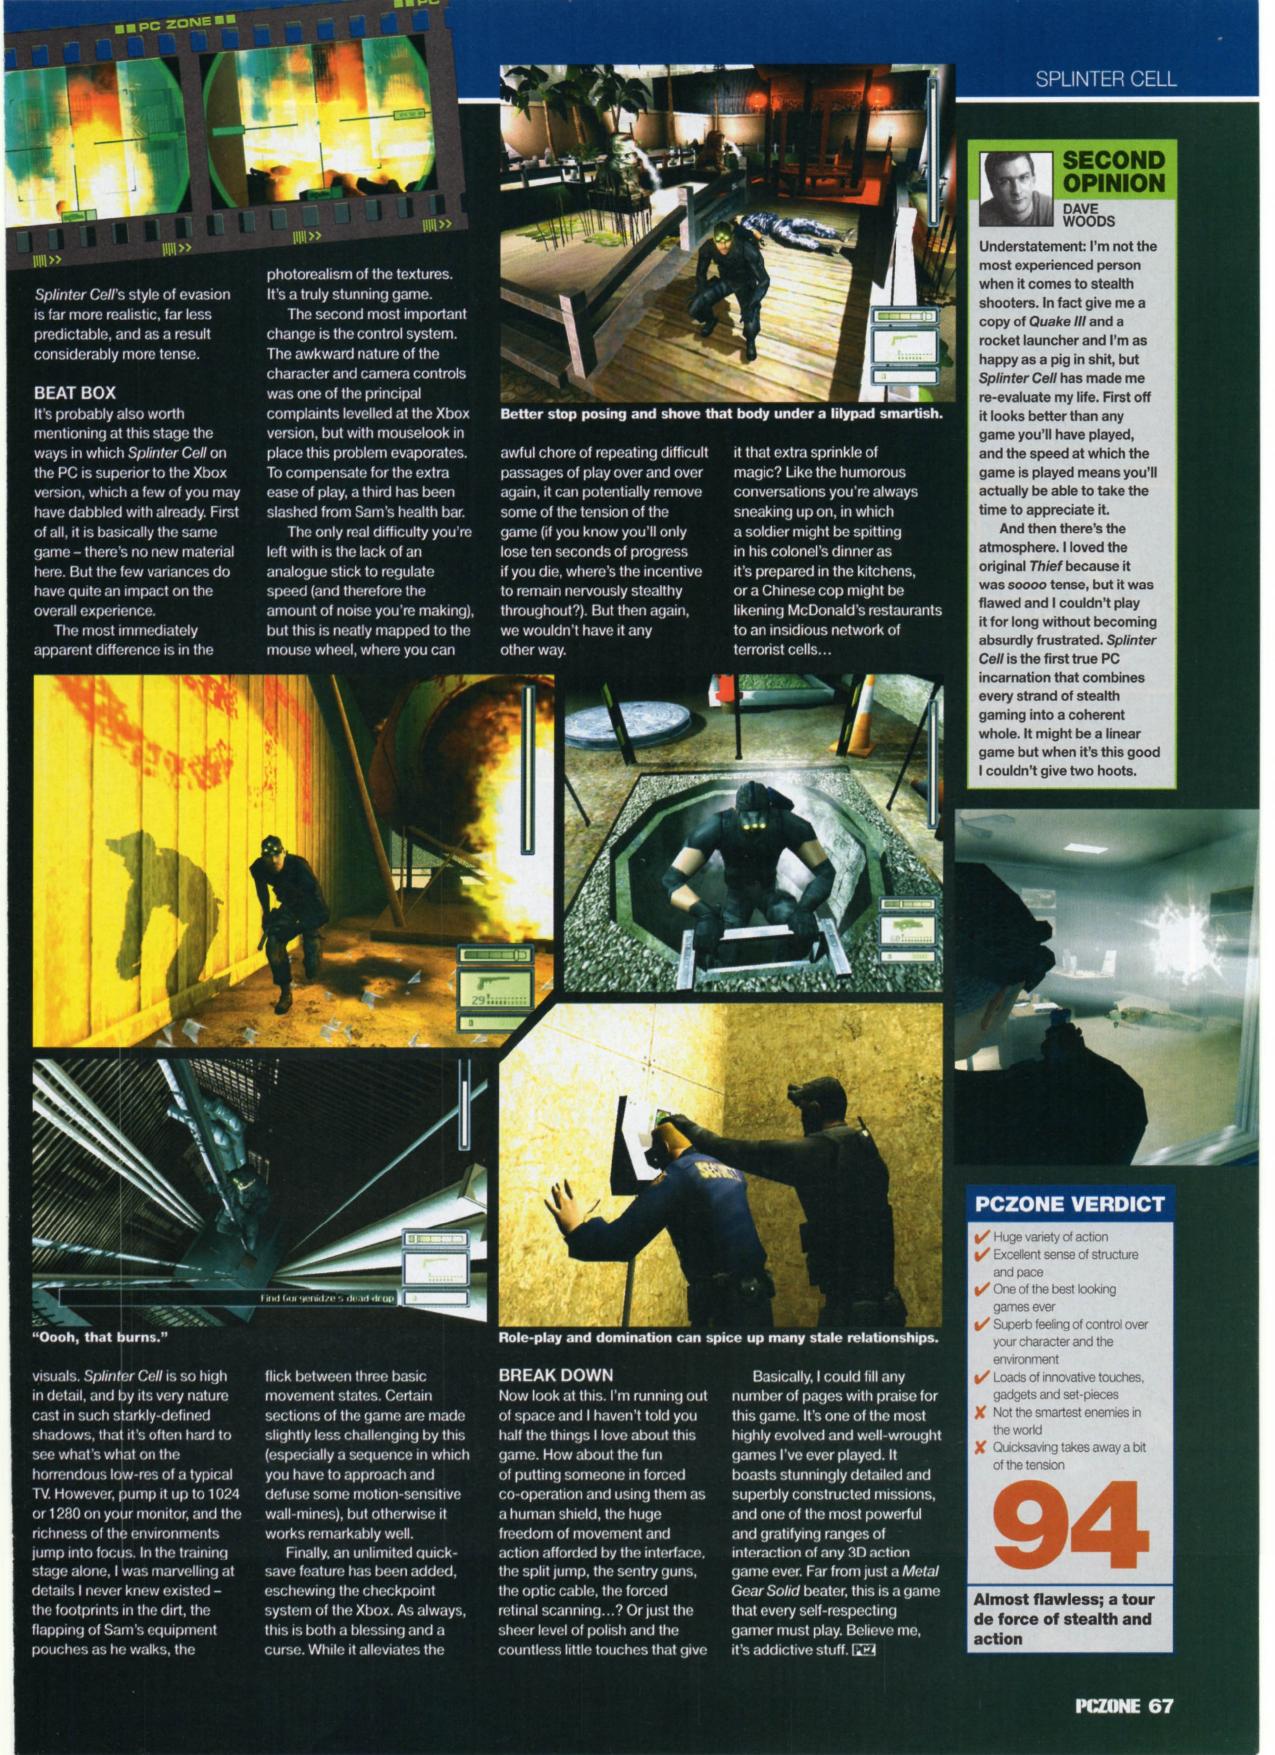 PC ZONE
PC
SPLINTER CELL
Splinter Cell's style of evasion
is far more realistic, far less
predictable, and as a result
considerably more tense.
BEAT BOX
It's probably also worth
mentioning at this stage the
ways in which Splinter Cell on
the PC is superior to the Xbox
version, which a few of you may
have dabbled with already. First
of all, it is basically the same
game – there's no new material
here. But the few variances do
have quite an impact on the
overall experience.
The most immediately
apparent difference is in the
visuals. Splinter Cell is so high
in detail, and by its very nature
cast in such starkly-defined
shadows, that it's often hard to
see what's what on the
horrendous low-res of a typical
TV. However, pump it up to 1024
or 1280 on your monitor, and the
richness of the environments
jump into focus. In the training
stage alone, I was marvelling at
details I never knew existed –
the footprints in the dirt, the
flapping of Sam's equipment
pouches as he walks, the
photorealism of the textures.
It's a truly stunning game.
The second most important
change is the control system.
The awkward nature of the
character and camera controls
was one of the principal
complaints levelled at the Xbox
version, but with mouselook in
place this problem evaporates.
To compensate for the extra
ease of play, a third has been
slashed from Sam's health bar.
The only real difficulty you're
left with is the lack of an
analogue stick to regulate
speed (and therefore the
amount of noise you're making),
but this is neatly mapped to the
mouse wheel, where you can
flick between three basic
movement states. Certain
sections of the game are made
slightly less challenging by this
(especially a sequence in which
you have to approach and
defuse some motion-sensitive
wall-mines), but otherwise it
works remarkably well.
Finally, an unlimited quick-
save feature has been added,
eschewing the checkpoint
system of the Xbox. As always,
this is both a blessing and a
curse. While it alleviates the
Better stop posing and shove that body under a lilypad smartish.
awful chore of repeating difficult
passages of play over and over
again, it can potentially remove
some of the tension of the
game (if you know you'll only
lose ten seconds of progress
if you die, where's the incentive
to remain nervously stealthy
throughout?). But then again,
we wouldn't have it any
other way.
BREAK DOWN
Now look at this. I'm running out
of space and I haven't told you
half the things I love about this
game. How about the fun
of putting someone in forced
co-operation and using them as
a human shield, the huge
freedom of movement and
action afforded by the interface,
the split jump, the sentry guns,
the optic cable, the forced
retinal scanning...? Or just the
sheer level of polish and the
countless little touches that give
it that extra sprinkle of
magic? Like the humorous
conversations you're always
sneaking up on, in which
a soldier might be spitting
in his colonel's dinner as
it's prepared in the kitchens,
or a Chinese cop might be
likening McDonald's restaurants
to an insidious network of
terrorist cells...
Basically, I could fill any
number of pages with praise for
this game. It's one of the most
highly evolved and well-wrought
games I've ever played. It
boasts stunningly detailed and
superbly constructed missions,
and one of the most powerful
and gratifying ranges of
interaction of any 3D action
game ever. Far from just a Metal
Gear Solid beater, this is a game
that every self-respecting
gamer must play. Believe me,
it's addictive stuff. PCZ
29
Find Gurgenidze's dead drop
"Oooh, that burns."
SECURITY
Role-play and domination can spice up many stale relationships.
SECOND
OPINION
DAVE
WOODS
Understatement: I'm not the
most experienced person
when it comes to stealth
shooters. In fact give me a
copy of Quake III and a
rocket launcher and I'm as
happy as a pig in shit, but
Splinter Cell has made me
re-evaluate my life. First off
it looks better than any
game you'll have played,
and the speed at which the
game is played means you'll
actually be able to take the
time to appreciate it.
And then there's the
atmosphere. I loved the
original Thief because it
was soooo tense, but it was
flawed and I couldn't play
it for long without becoming
absurdly frustrated. Splinter
Cell is the first true PC
incarnation that combines
every strand of stealth
gaming into a coherent
whole. It might be a linear
game but when it's this good
I couldn't give two hoots.
PCZONE VERDICT
✓ Huge variety of action
✓ Excellent sense of structure
and pace
✓ One of the best looking
games ever
✓ Superb feeling of control over
your character and the
environment
✓ Loads of innovative touches,
gadgets and set-pieces
✗ Not the smartest enemies in
the world
✗ Quicksaving takes away a bit
of the tension
94
Almost flawless; a tour
de force of stealth and
action
PCZONE 67